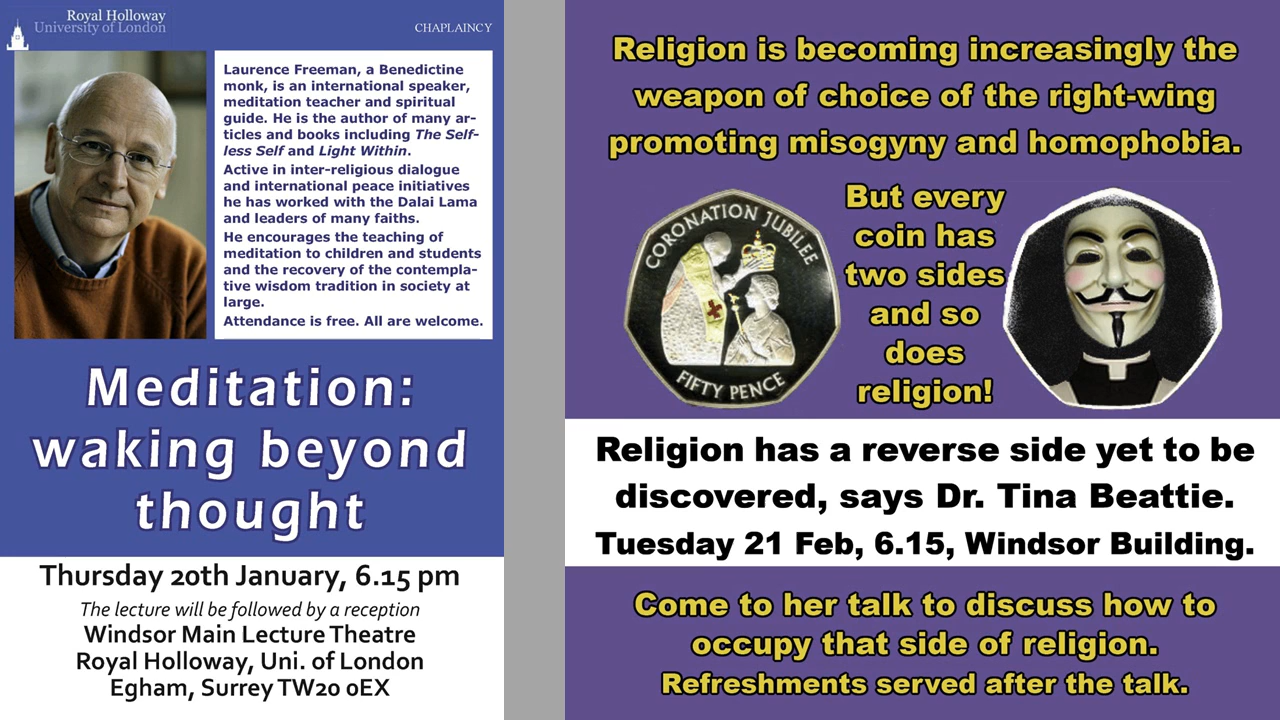 Royal Holloway
University of London
CHAPLAINCY
Laurence Freeman, a Benedictine
monk, is an international speaker,
meditation teacher and spiritual
guide. He is the author of many ar-
ticles and books including The Self-
less Self and Light Within.
Active in inter-religious dialogue
and international peace initiatives
he has worked with the Dalai Lama
and leaders of many faiths.
He encourages the teaching of
meditation to children and students
and the recovery of the contempla-
tive wisdom tradition in society at
large.
Attendance is free. All are welcome.
Meditation:
waking beyond
thought
Thursday 20th January, 6.15 pm
The lecture will be followed by a reception
Windsor Main Lecture Theatre
Royal Holloway, Uni. of London
Egham, Surrey TW20 0EX
Religion is becoming increasingly the
weapon of choice of the right-wing
promoting misogyny and homophobia.
CORONATION JUBILEE
FIFTY PENCE
But every
coin has
two sides
and so
does
religion!
Religion has a reverse side yet to be
discovered, says Dr. Tina Beattie.
Tuesday 21 Feb, 6.15, Windsor Building.
Come to her talk to discuss how to
occupy that side of religion.
Refreshments served after the talk.